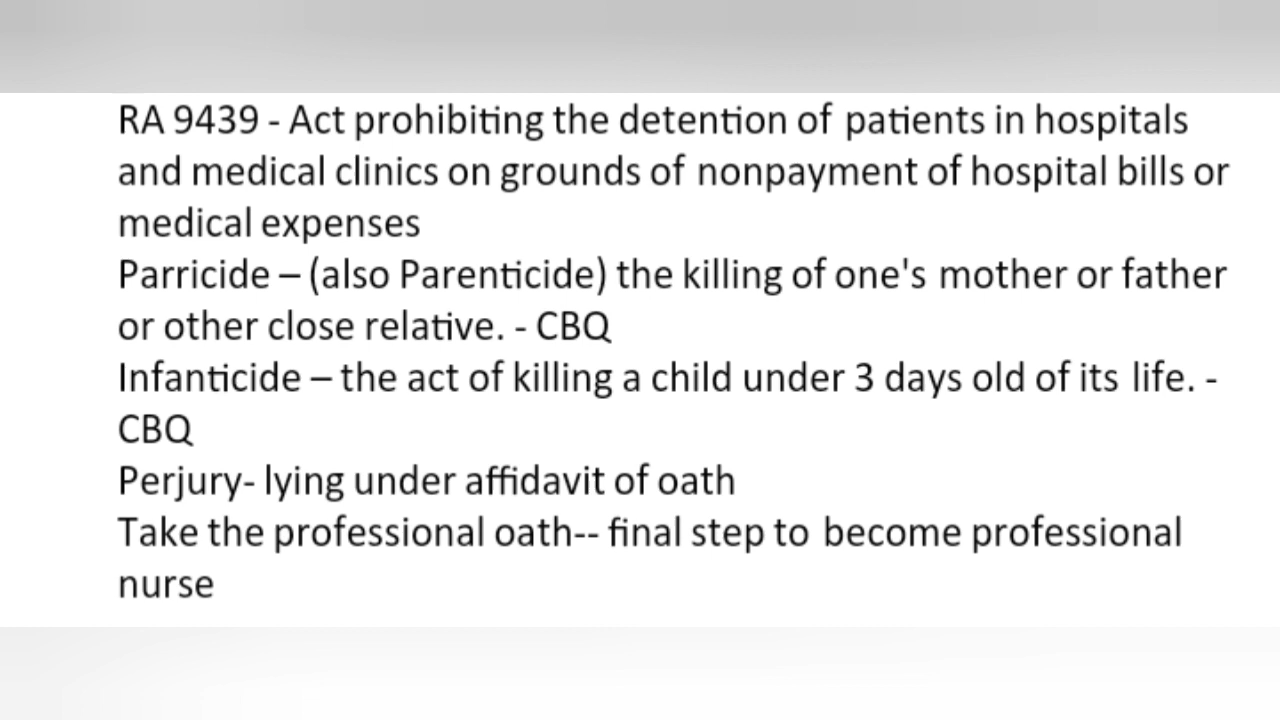 RA 9439 - Act prohibiting the detention of patients in hospitals
and medical clinics on grounds of nonpayment of hospital bills or
medical expenses
Parricide – (also Parenticide) the killing of one's mother or father
or other close relative. - CBQ
Infanticide – the act of killing a child under 3 days old of its life. -
CBQ
Perjury- lying under affidavit of oath
Take the professional oath-- final step to become professional
nurse